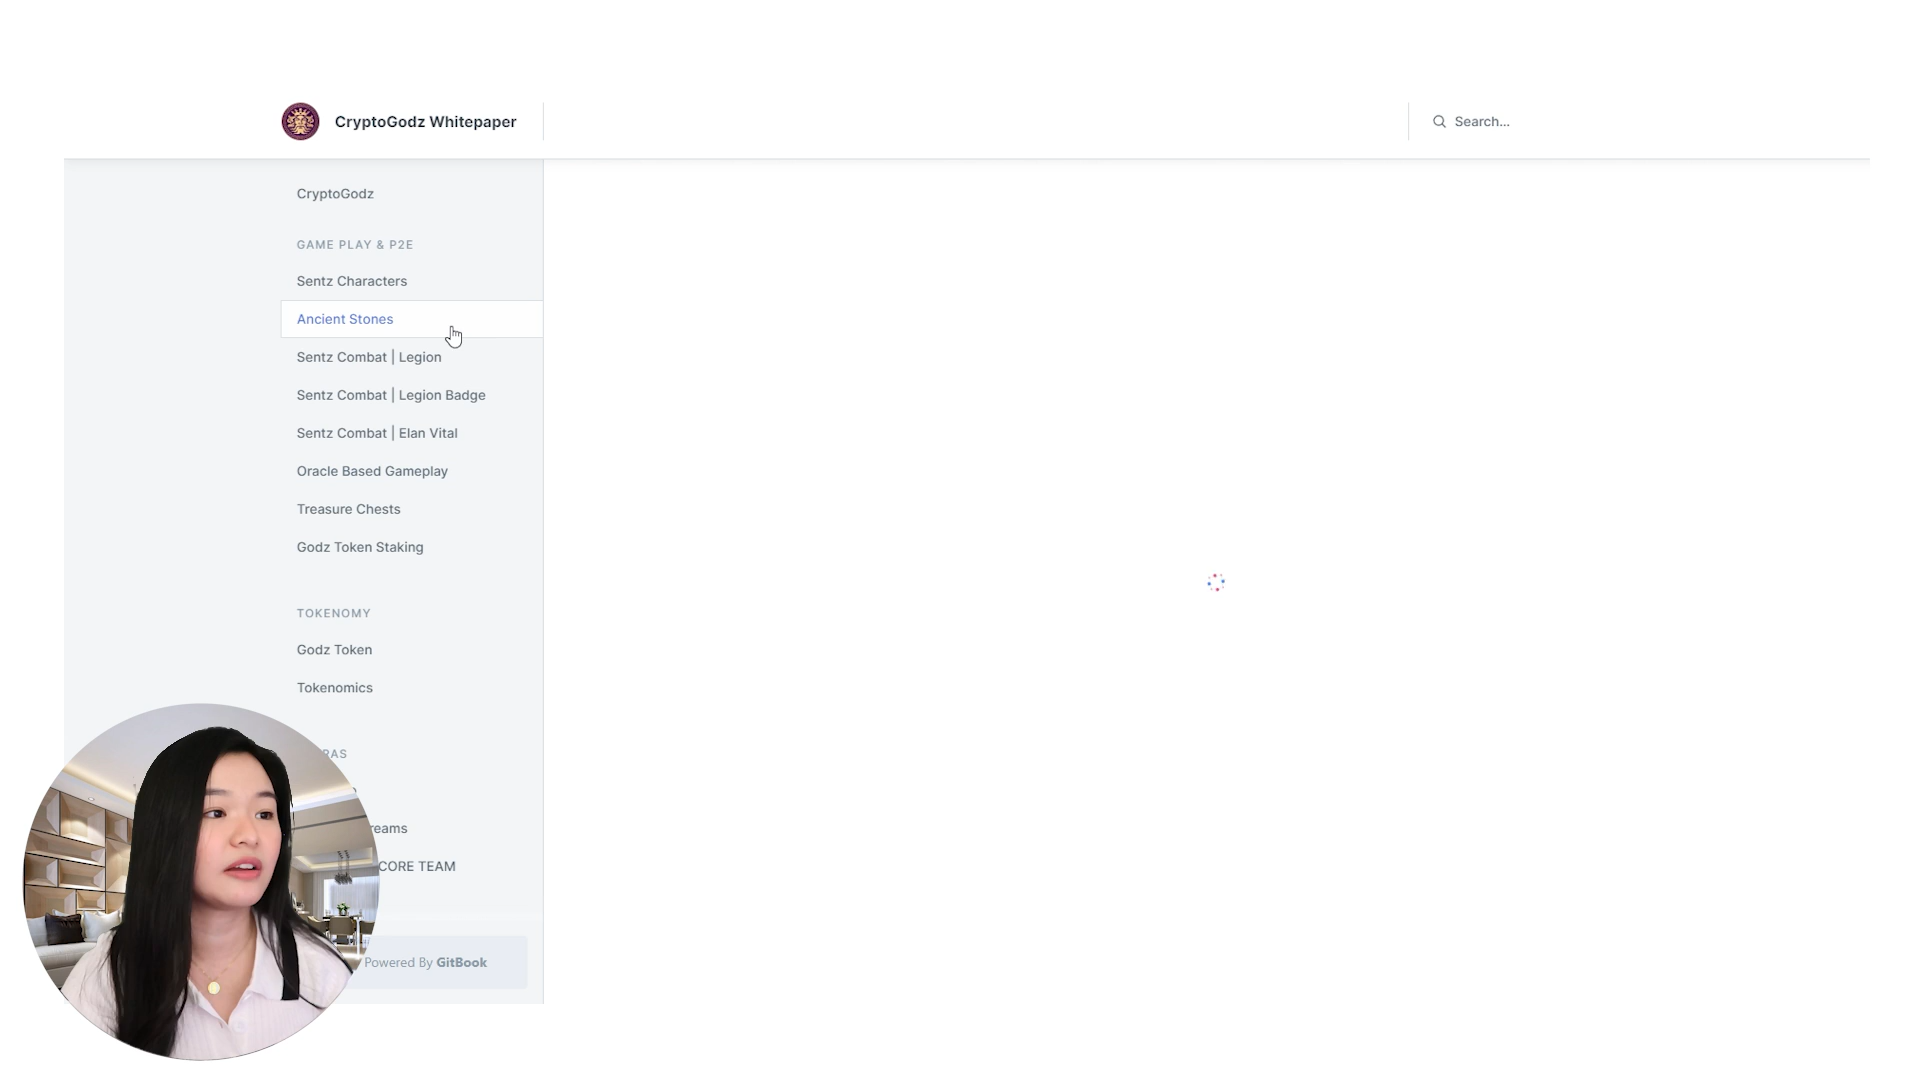 CryptoGodz Whitepaper
Search...
CryptoGodz
GAME PLAY & P2E
Sentz Characters
Ancient Stones
Sentz Combat | Legion
Sentz Combat | Legion Badge
Sentz Combat | Elan Vital
Oracle Based Gameplay
Treasure Chests
Godz Token Staking
TOKENOMY
Godz Token
Tokenomics
CORE TEAM
Powered By GitBook